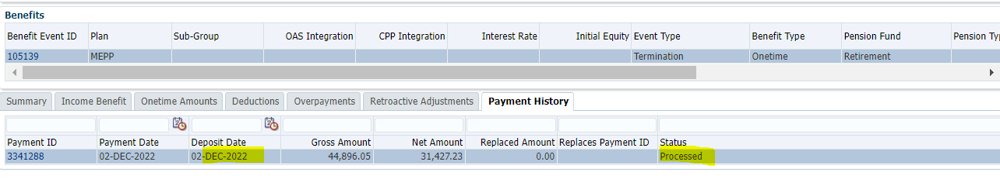 Benefits
Benefit Event ID Plan Sub-Group OAS Integration CPP Integration Interest Rate Initial Equity Event Type Benefit Type Pension Fund Pension Ty
105139 MEPP Termination Onetime Retirement
Summary Income Benefit Onetime Amounts Deductions Overpayments Retroactive Adjustments Payment History
Payment ID Payment Date Deposit Date Gross Amount Net Amount Replaced Amount Replaces Payment ID Status
3341288 02-DEC-2022 02-DEC-2022 44,896.05 31,427.23 0.00 Processed